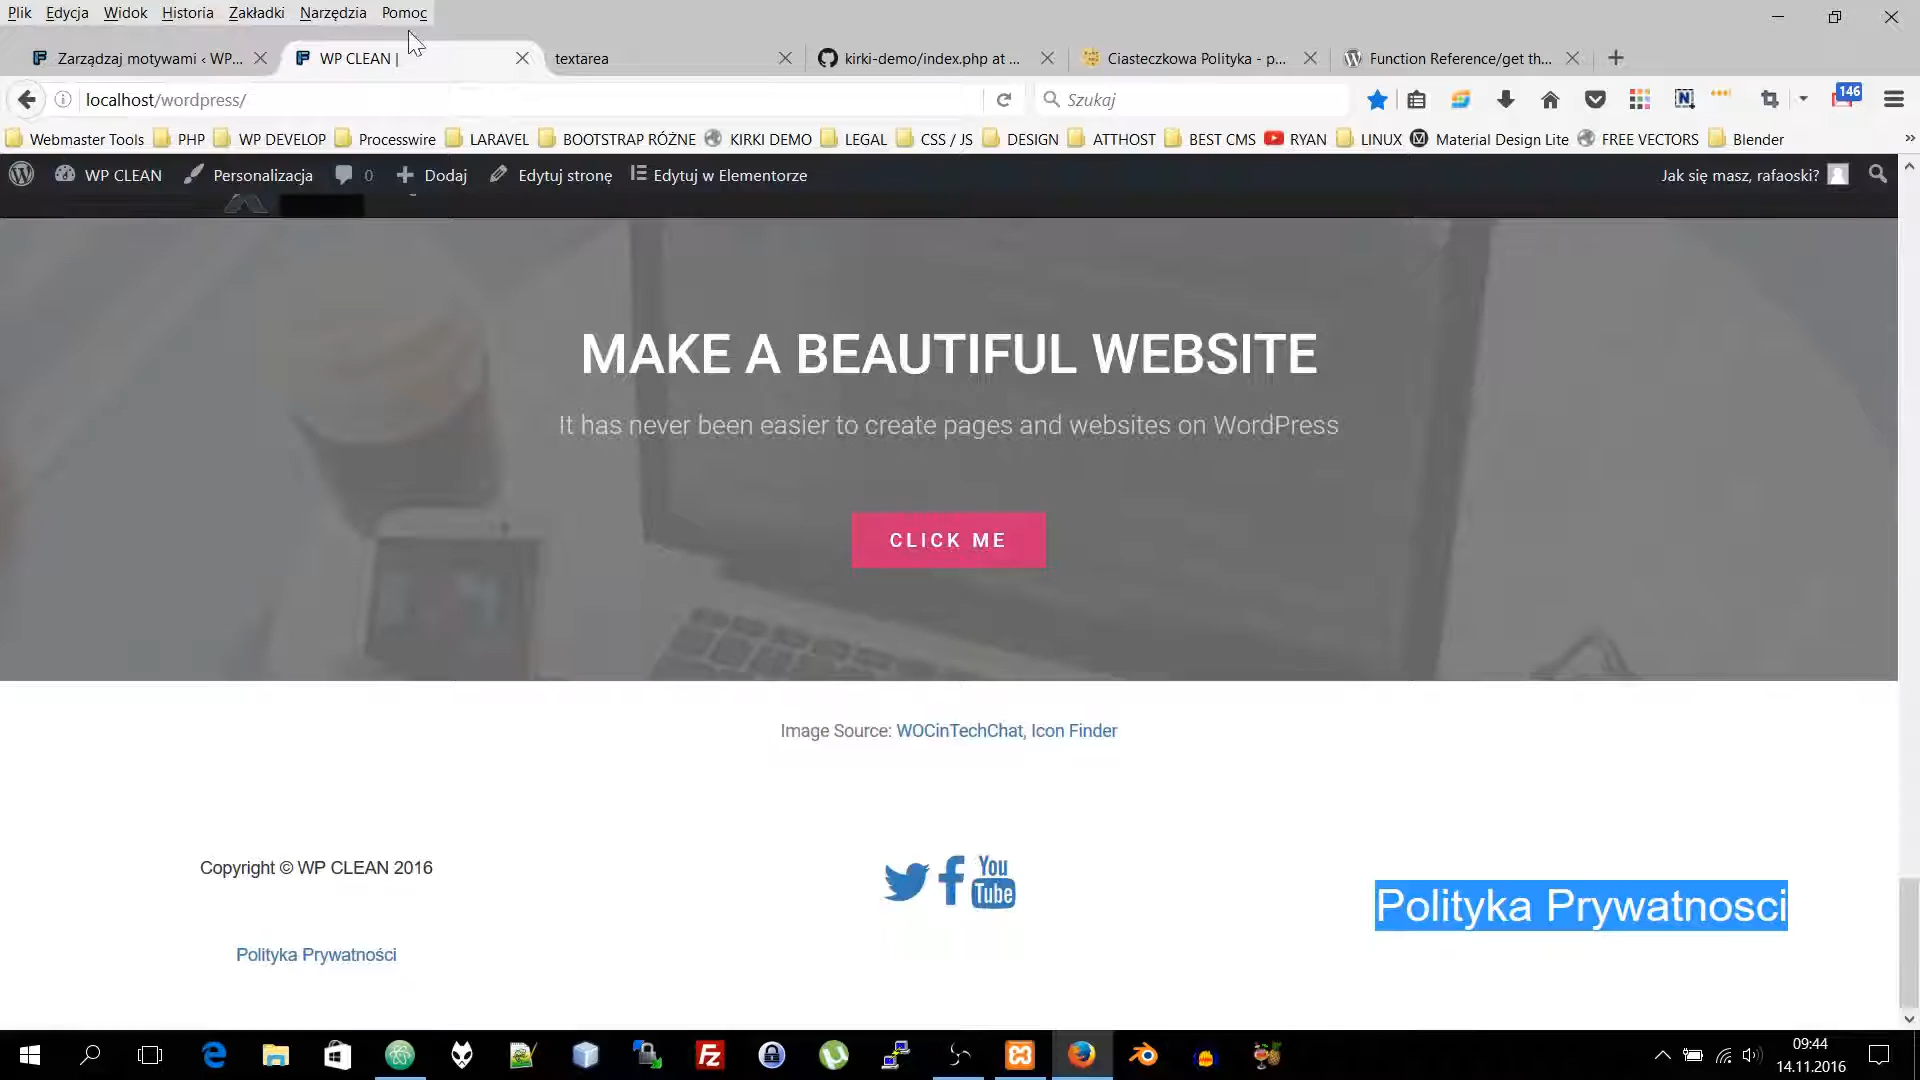 Plik Edycja Widok Historia Zakładki Narzędzia Pomoc
Zarządzaj motywami ‹ WP... WP CLEAN | textarea kirki-demo/index.php at ... Ciasteczkowa Polityka - p... Function Reference/get th...
localhost/wordpress/ Szukaj 146
Webmaster Tools PHP WP DEVELOP Processwire LARAVEL BOOTSTRAP RÓŻNE KIRKI DEMO LEGAL CSS / JS DESIGN ATTHOST BEST CMS RYAN LINUX Material Design Lite FREE VECTORS Blender
WP CLEAN Personalizacja 0 Dodaj Edytuj stronę Edytuj w Elementorze Jak się masz, rafaoski?
MAKE A BEAUTIFUL WEBSITE
It has never been easier to create pages and websites on WordPress
CLICK ME
Image Source: WOCinTechChat, Icon Finder
Copyright © WP CLEAN 2016
You
Tube
Polityka Prywatnosci
Polityka Prywatności
09:44
14.11.2016